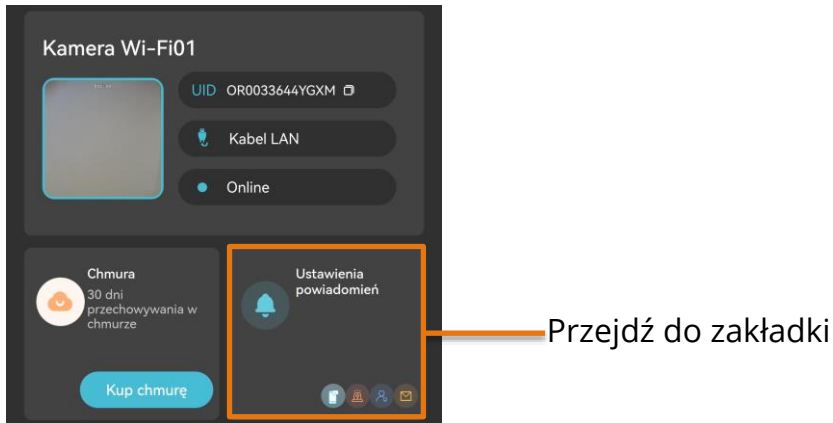 Kamera Wi-Fi01
UID OR0033644YGXM
Kabel LAN
Online
Chmura
30 dni
przechowywania w
chmurze
Kup chmurę
Ustawienia
powiadomień
Przejdź do zakładki